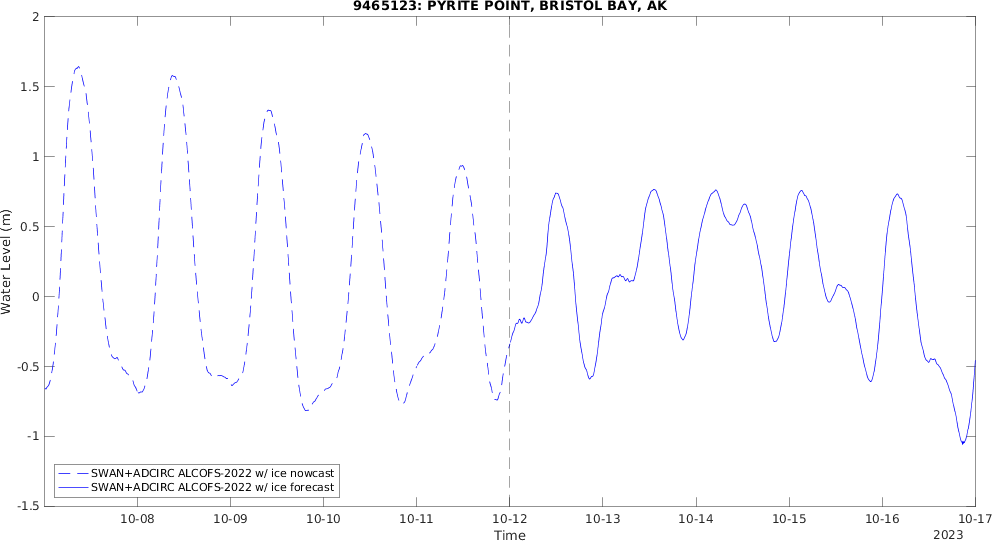 9465123: PYRITE POINT, BRISTOL BAY, AK
2
1.5
1
0.5
0
-0.5
-1
-1.5
Water Level (m)
SWAN+ADCIRC ALCOFS-2022 w/ ice nowcast
SWAN+ADCIRC ALCOFS-2022 w/ ice forecast
10-08 10-09 10-10 10-11 10-12 10-13 10-14 10-15 10-16 10-17
Time
2023